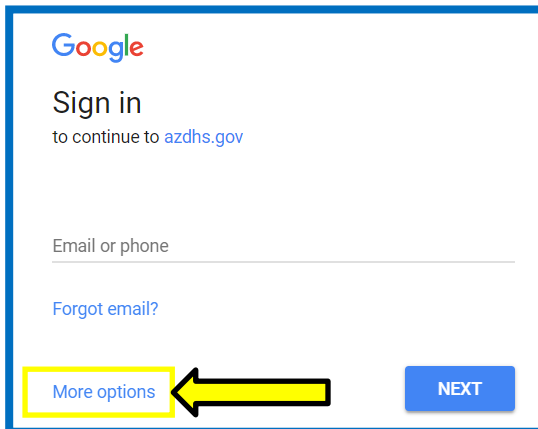 Google
Sign in
to continue to azdhs.gov
Email or phone
Forgot email?
More options
NEXT